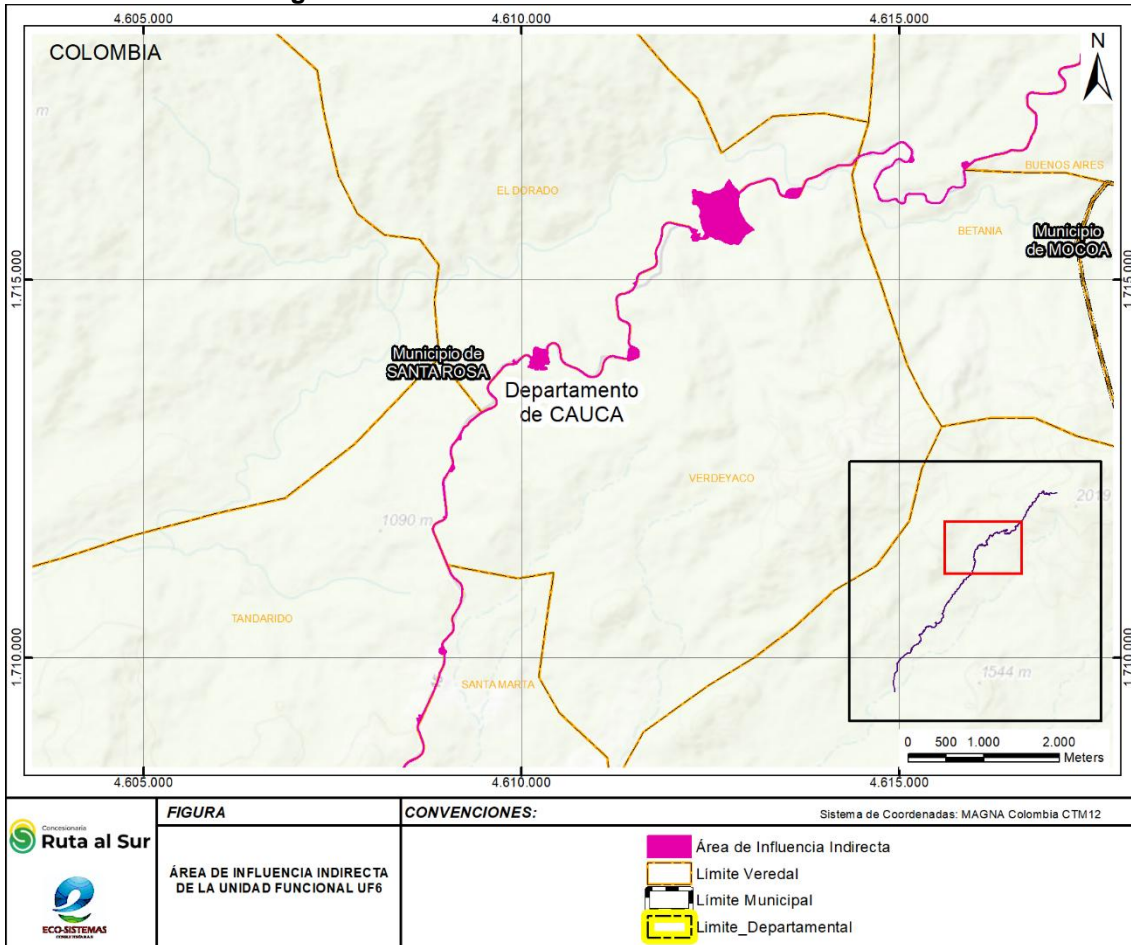 4.605.000
4.610.000
4.615.000
COLOMBIA
N
m
BUENOS AIRES
EL DORADO
BETANIA
Municipio
de MOCOA
1.715.000
1.715.000
Municipio de
SANTA ROSA
Departamento
de CAUCA
VERDEYACO
1090 m
2019
TANDARIDO
SANTA MARTA
1544 m
1.710.000
1.710.000
0 500 1.000 2.000
Meters
4.605.000
4.610.000
4.615.000
Concesionaria
Ruta al Sur
ECO-SISTEMAS
FIGURA
ÁREA DE INFLUENCIA INDIRECTA
DE LA UNIDAD FUNCIONAL UF6
CONVENCIONES:
Sistema de Coordenadas: MAGNA Colombia CTM12
Área de Influencia Indirecta
Límite Veredal
Límite Municipal
Limite_Departamental